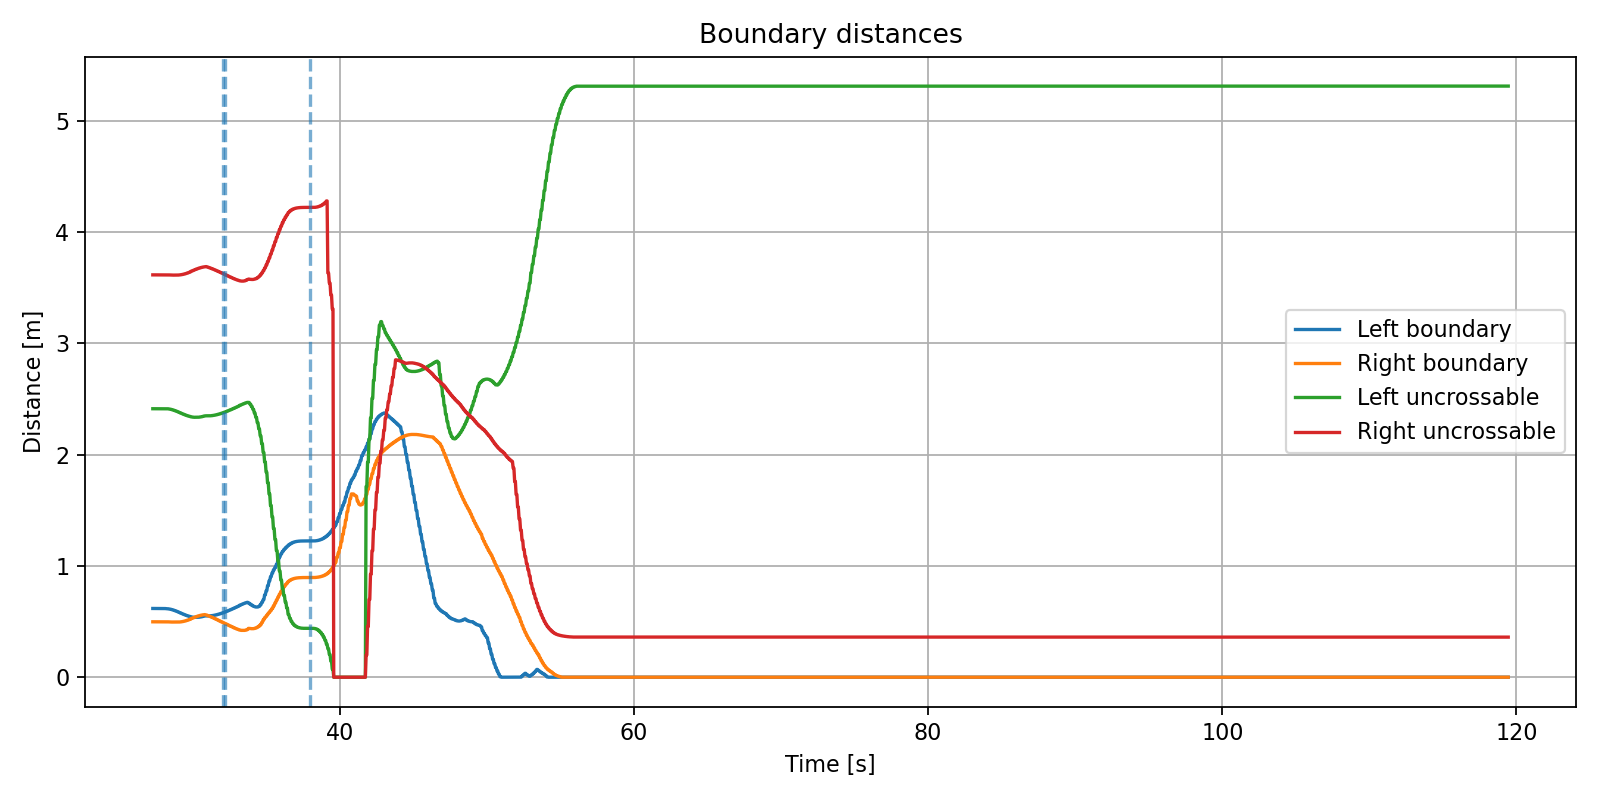 Boundary distances
Distance [m]
5
4
3
2
1
0
40
60
80
100
120
Time [s]
Left boundary
Right boundary
Left uncrossable
Right uncrossable